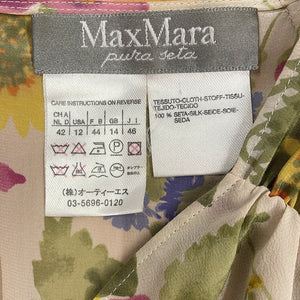 MaxMara
pura seta
CARE INSTRUCTIONS ON REVERSE
CH A
NL D USA F GB J I
42 12 44 14 46
(株)オーティーエス
03-5696-0120
TESSUTO-CLOTH-STOFF-TISSU-
TEJIDO-TECIDO
100 % SETA-SILK-SEIDE-SOIE-
SEDA